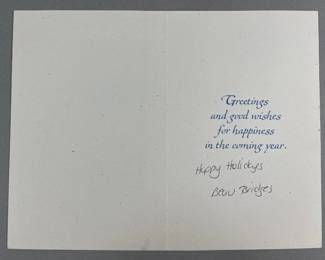 Greetings
and good wishes
for happiness
in the coming year.
Happy Holidays
Beau Bridges